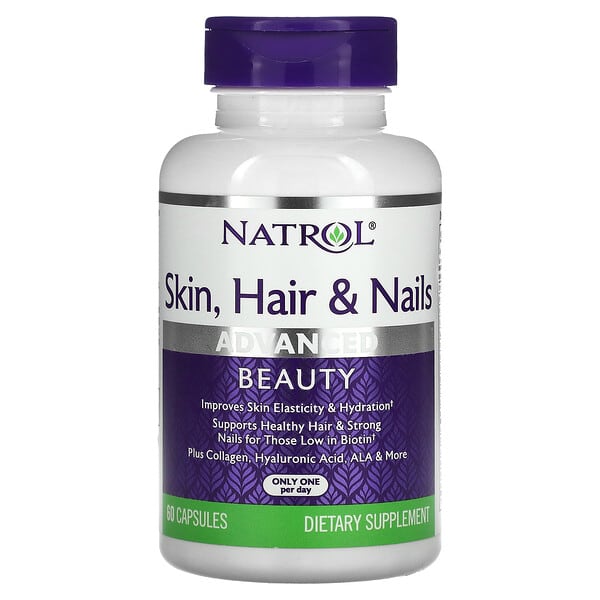 NATROL®
Skin, Hair & Nails
ADVANCED
BEAUTY
Improves Skin Elasticity & Hydration†
Supports Healthy Hair & Strong
Nails for Those Low in Biotin†
Plus Collagen, Hyaluronic Acid, ALA & More
ONLY ONE
per day
60 CAPSULES DIETARY SUPPLEMENT